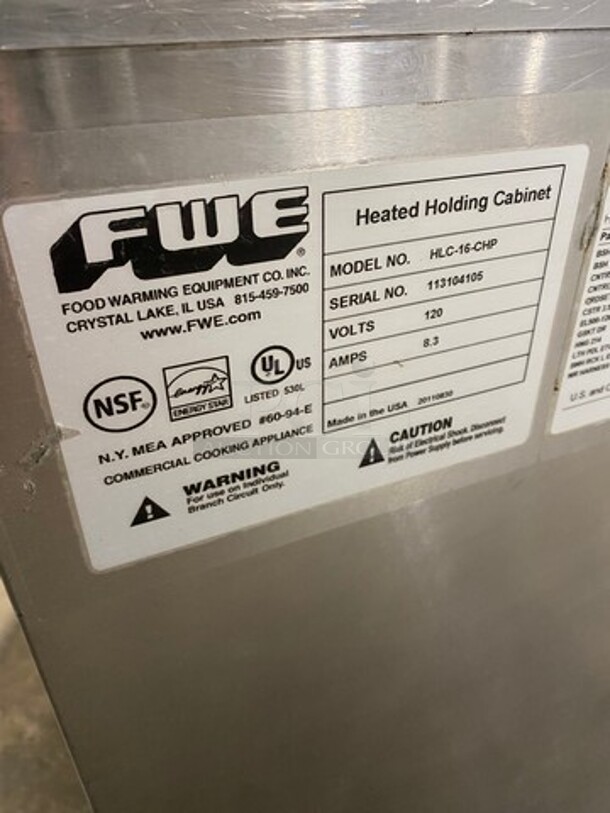 FWE
®
FOOD WARMING EQUIPMENT CO. INC.
CRYSTAL LAKE, IL USA 815-459-7500
www.FWE.com
NSF
energy
ENERGY STAR
UL US
LISTED 530L
N.Y. MEA APPROVED #60-94-E
COMMERCIAL COOKING APPLIANCE
WARNING
For use on Individual
Branch Circuit Only.
Heated Holding Cabinet
MODEL NO. HLC-16-CHP
SERIAL NO. 113104105
VOLTS 120
AMPS 8.3
Made in the USA 20110830
CAUTION
Risk of Electrical Shock. Disconnect
from Power Supply before servicing.
U.S. and